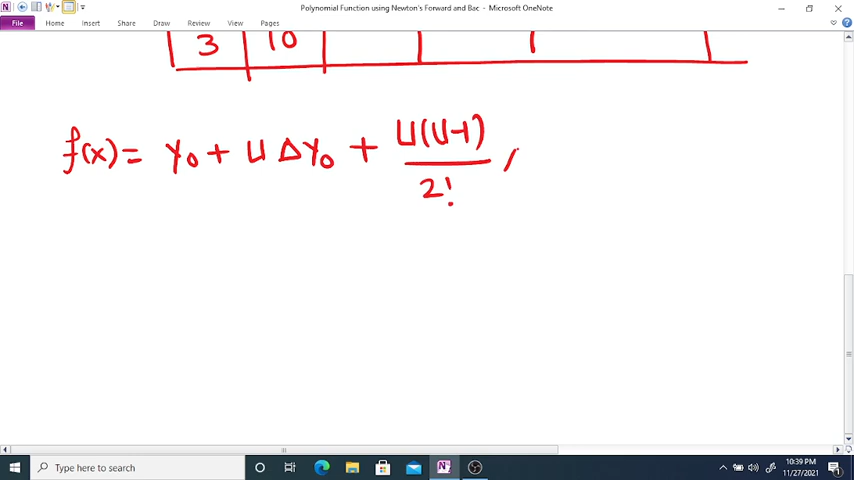 Polynomial Function using Newton's Forward and Bac - Microsoft OneNote
File Home Insert Share Draw Review View Pages
3 10
f(x) = y₀ + u Δy₀ + u(u-1)/2!
Type here to search
10:39 PM
11/27/2021